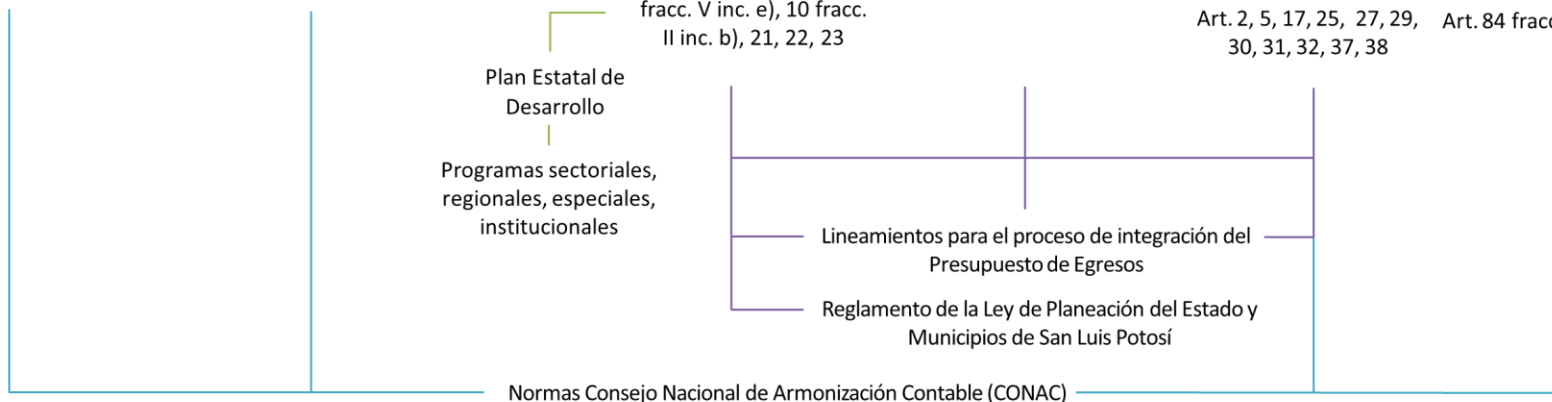 fracc. V inc. e), 10 fracc.
II inc. b), 21, 22, 23
Art. 2, 5, 17, 25, 27, 29,
30, 31, 32, 37, 38
Art. 84 fracc
Plan Estatal de
Desarrollo
Programas sectoriales,
regionales, especiales,
institucionales
Lineamientos para el proceso de integración del
Presupuesto de Egresos
Reglamento de la Ley de Planeación del Estado y
Municipios de San Luis Potosí
Normas Consejo Nacional de Armonización Contable (CONAC)